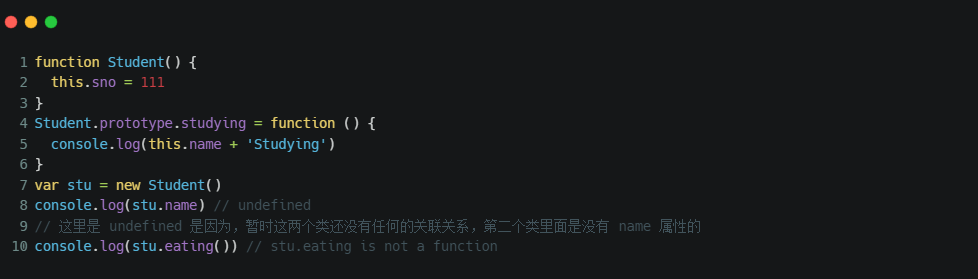 1 function Student() {
2   this.sno = 111
3 }
4 Student.prototype.studying = function () {
5   console.log(this.name + 'Studying')
6 }
7 var stu = new Student()
8 console.log(stu.name) // undefined
9 // 这里是 undefined 是因为，暂时这两个类还没有任何的关联关系，第二个类里面是没有 name 属性的
10 console.log(stu.eating()) // stu.eating is not a function